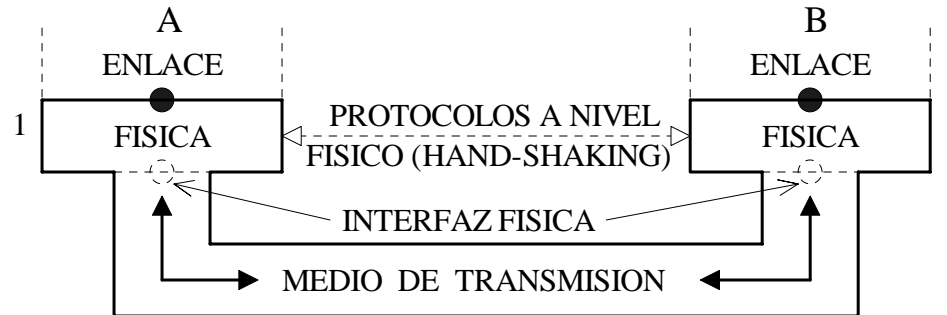 A B
ENLACE ENLACE
1 FISICA FISICA
PROTOCOLOS A NIVEL
FISICO (HAND-SHAKING)
INTERFAZ FISICA
MEDIO DE TRANSMISION